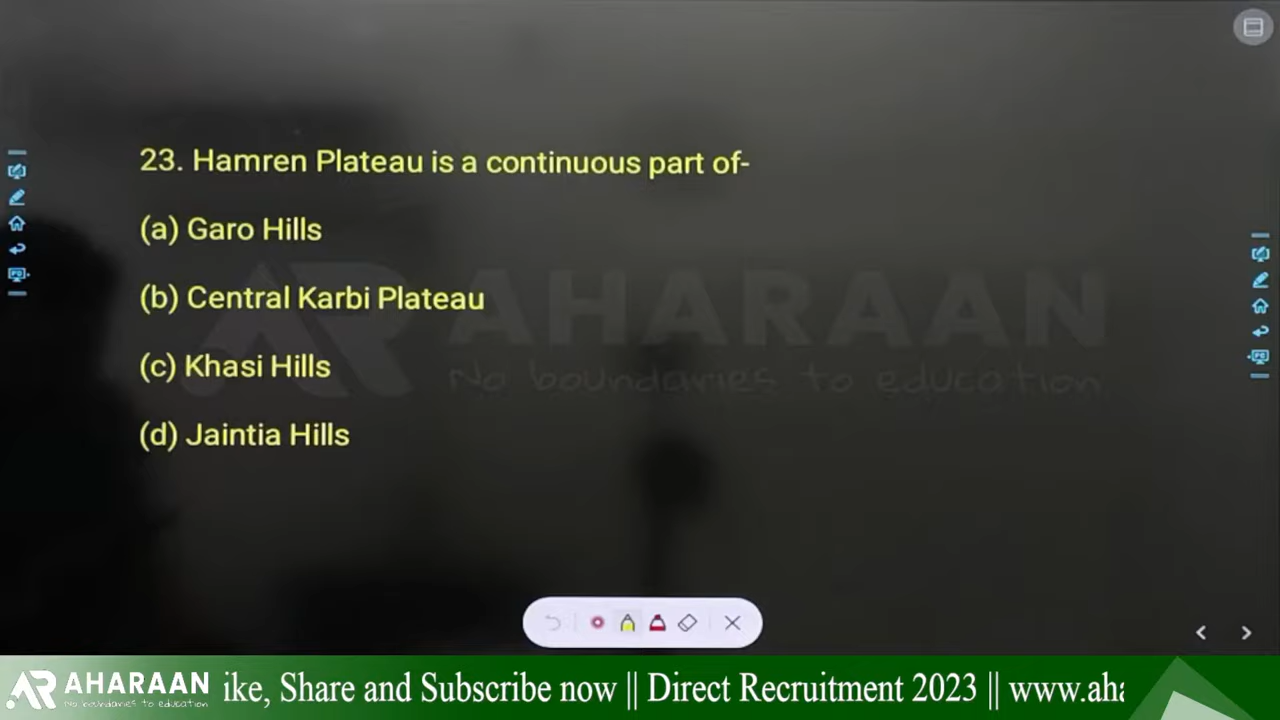 23. Hamren Plateau is a continuous part of-
(a) Garo Hills
(b) Central Karbi Plateau
(c) Khasi Hills
(d) Jaintia Hills
AHARAAN
No boundaries to education
AHARAAN
No boundaries to education
ike, Share and Subscribe now || Direct Recruitment 2023 || www.aha